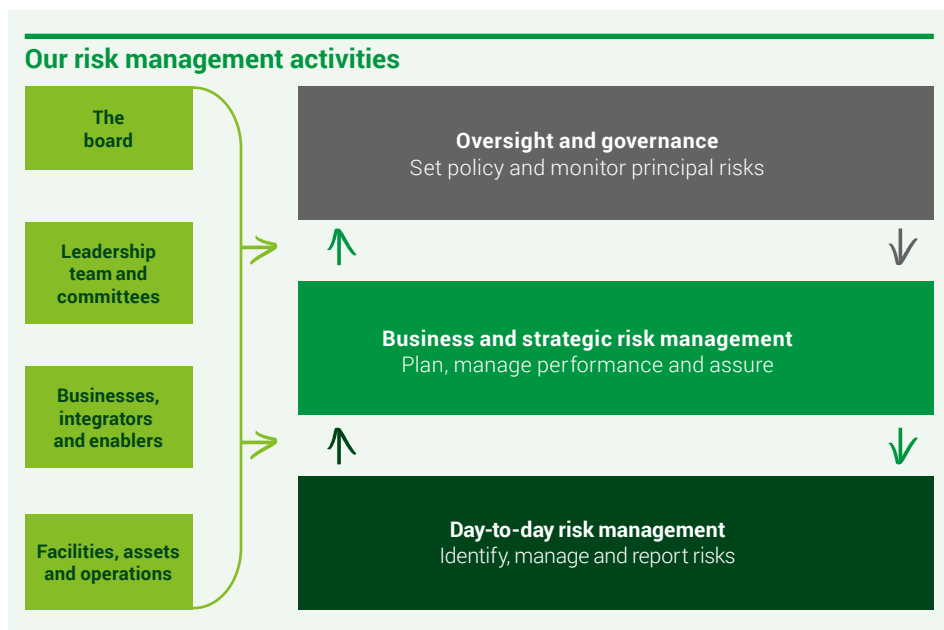 Our risk management activities
The
board
Leadership
team and
committees
Businesses,
integrators
and enablers
Facilities, assets
and operations
Oversight and governance
Set policy and monitor principal risks
Business and strategic risk management
Plan, manage performance and assure
Day-to-day risk management
Identify, manage and report risks